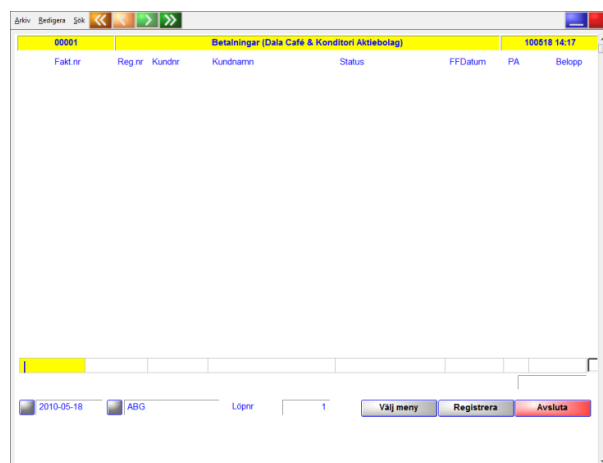 Arkiv Redigera Sök
00001 Betalningar (Dala Café & Konditori Aktiebolag) 100518 14:17
Fakt.nr Reg.nr Kundnr Kundnamn Status FFDatum PA Belopp
2010-05-18 ABG Löpnr 1 Välj meny Registrera Avsluta